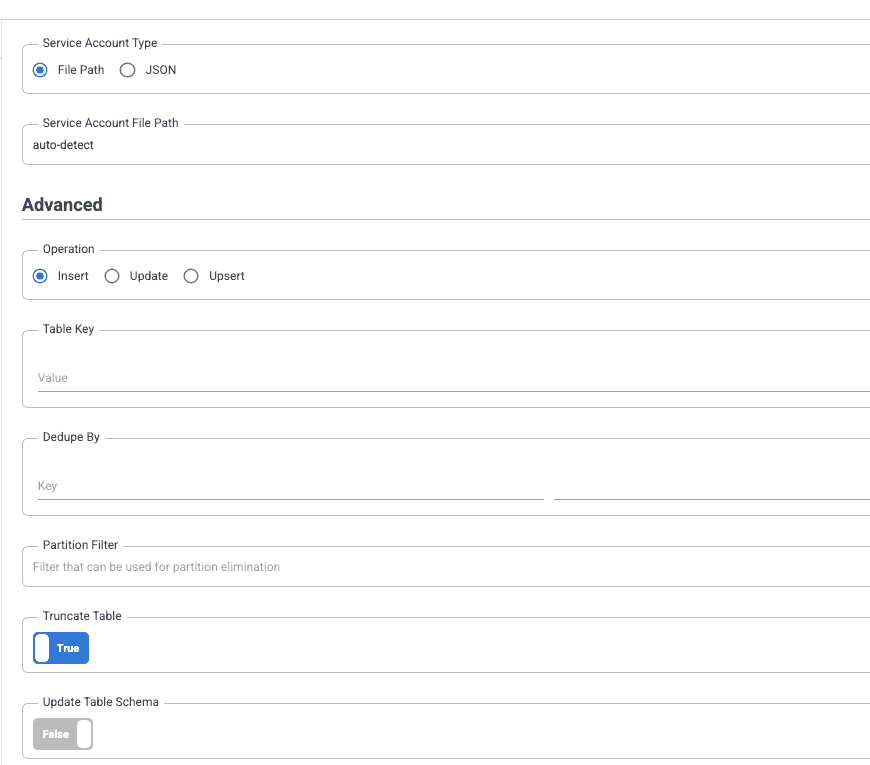 Service Account Type
File Path JSON
Service Account File Path
auto-detect
Advanced
Operation
Insert Update Upsert
Table Key
Value
Dedupe By
Key
Partition Filter
Filter that can be used for partition elimination
Truncate Table
True
Update Table Schema
False